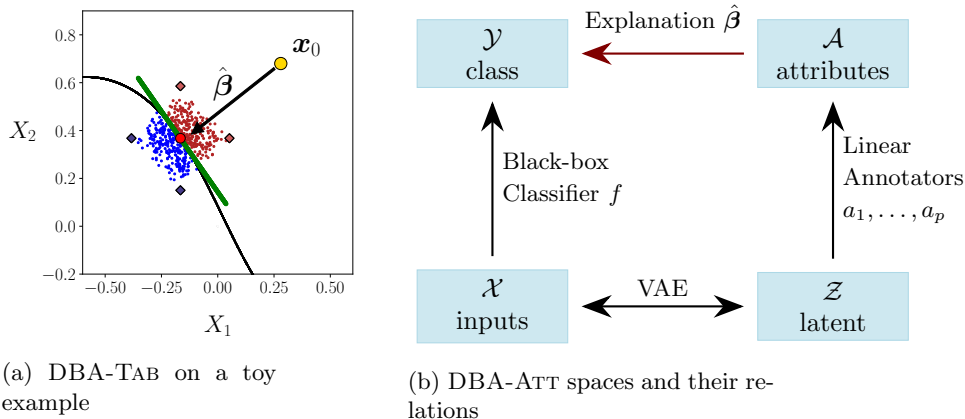 0.8
0.6
0.4
0.2
0.0
−0.2
X₂
x₀
β̂
−0.50 −0.25 0.00 0.25 0.50
X₁
(a) DBA-TAB on a toy
example
𝒴
class
Explanation β̂
𝒜
attributes
Black-box
Classifier f
Linear
Annotators
a₁, . . . , aₚ
𝒳
inputs
VAE
𝒵
latent
(b) DBA-ATT spaces and their re-
lations